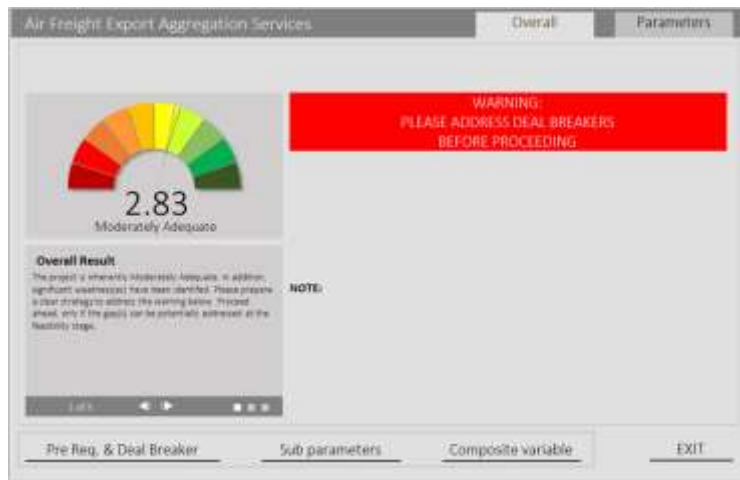 Air Freight Export Aggregation Services
Overall
Parameters
WARNING:
PLEASE ADDRESS DEAL BREAKERS
BEFORE PROCEEDING
2.83
Moderately Adequate
Overall Result
The project is inherently Moderately Adequate. In addition,
significant weakness(es) have been identified. Please prepare
a clear strategy to address the warning below. Proceed
ahead, only if the gap(s) can be potentially addressed at the
feasibility stage.
NOTE:
Pre Req. & Deal Breaker
Sub parameters
Composite variable
EXIT